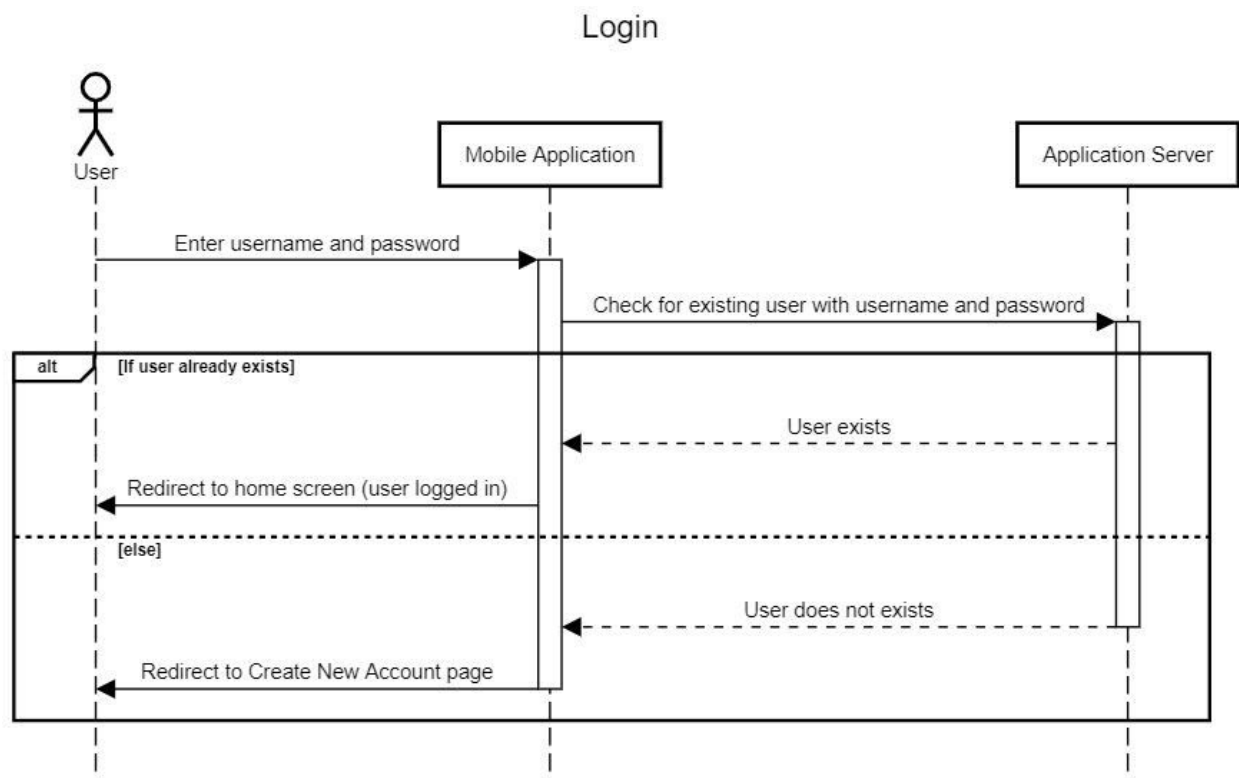 Login
User
Mobile Application
Application Server
Enter username and password
Check for existing user with username and password
alt
[If user already exists]
User exists
Redirect to home screen (user logged in)
[else]
User does not exists
Redirect to Create New Account page